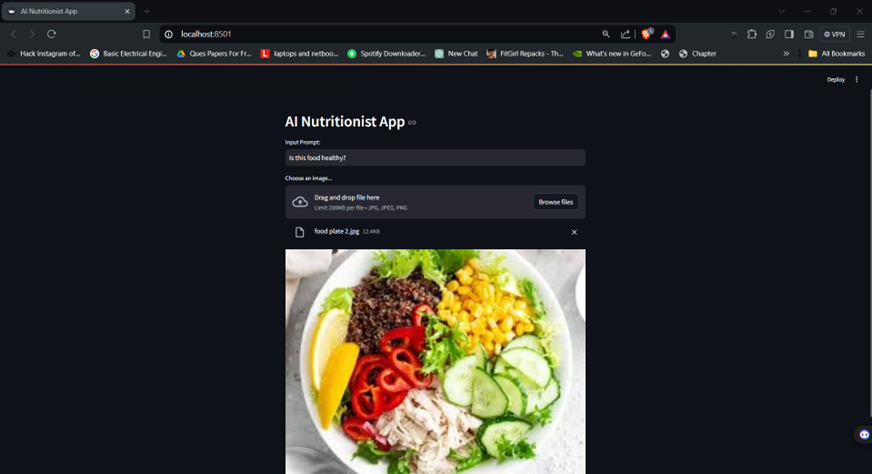 AI Nutritionist App
localhost:8501
VPN
Hack Instagram of...
Basic Electrical Engi...
Ques Papers For Fr...
laptops and netboo...
Spotify Downloader...
New Chat
FitGirl Repacks - Th...
What's new in GeFo...
Chapter
All Bookmarks
Deploy
AI Nutritionist App
Input Prompt:
Is this food healthy?
Choose an image...
Drag and drop file here
Limit 200MB per file • JPG, JPEG, PNG
Browse files
food plate 2.jpg 12.4KB